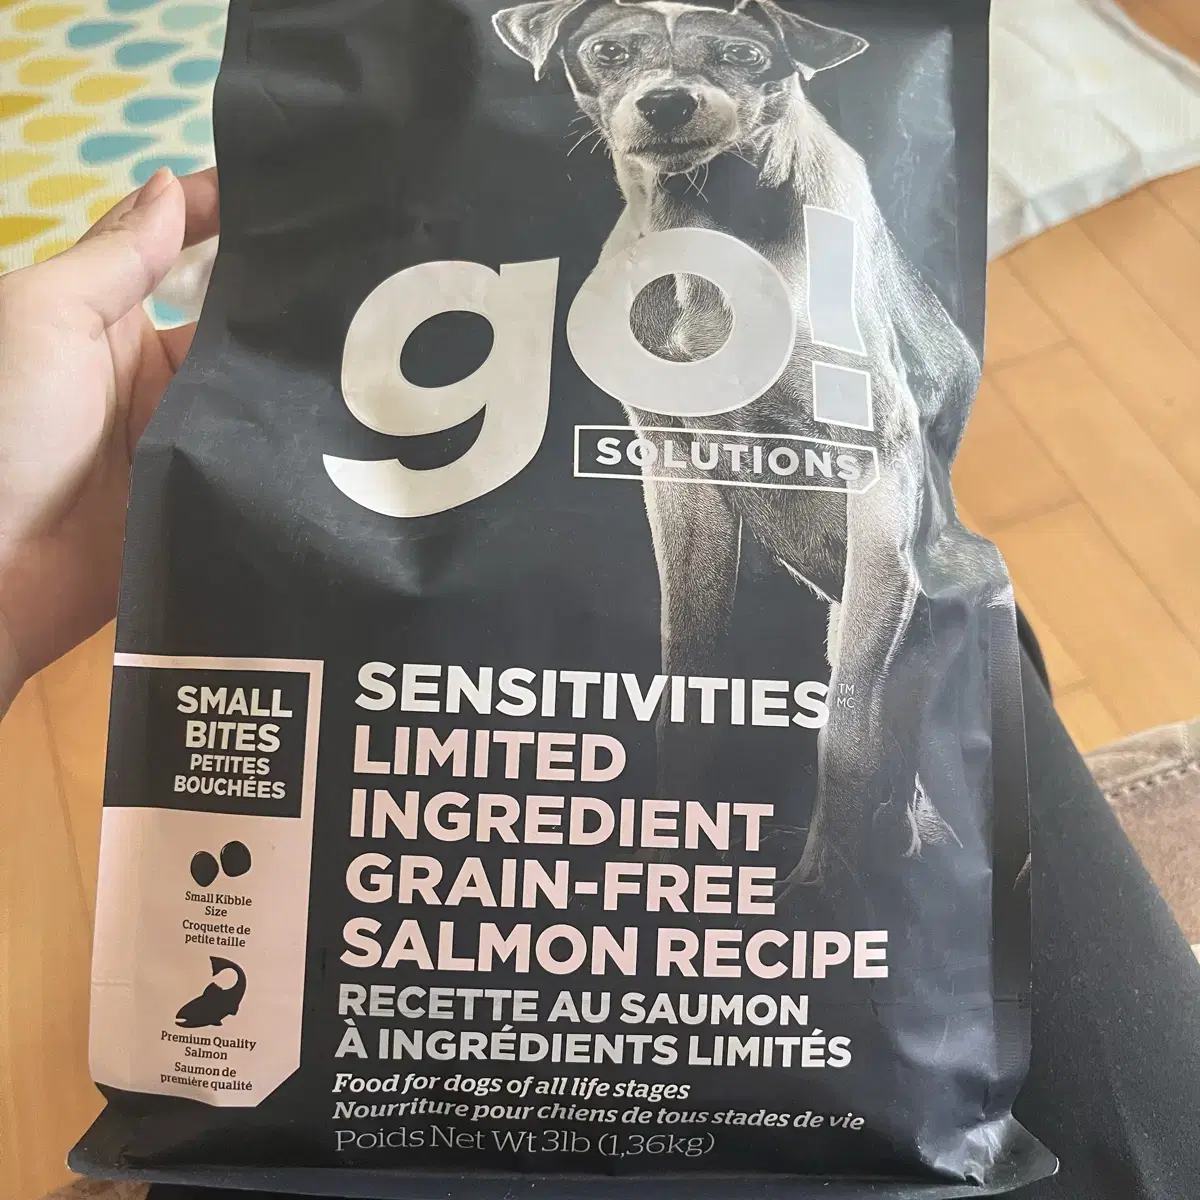 go!
SOLUTIONS
SENSITIVITIES™ MC
LIMITED
INGREDIENT
GRAIN-FREE
SALMON RECIPE
RECETTE AU SAUMON
À INGRÉDIENTS LIMITÉS
Food for dogs of all life stages
Nourriture pour chiens de tous stades de vie
Poids Net Wt 3lb (1,36kg)
SMALL
BITES
PETITES
BOUCHÉES
Small Kibble
Size
Croquette de
petite taille
Premium Quality
Salmon
Saumon de
première qualité